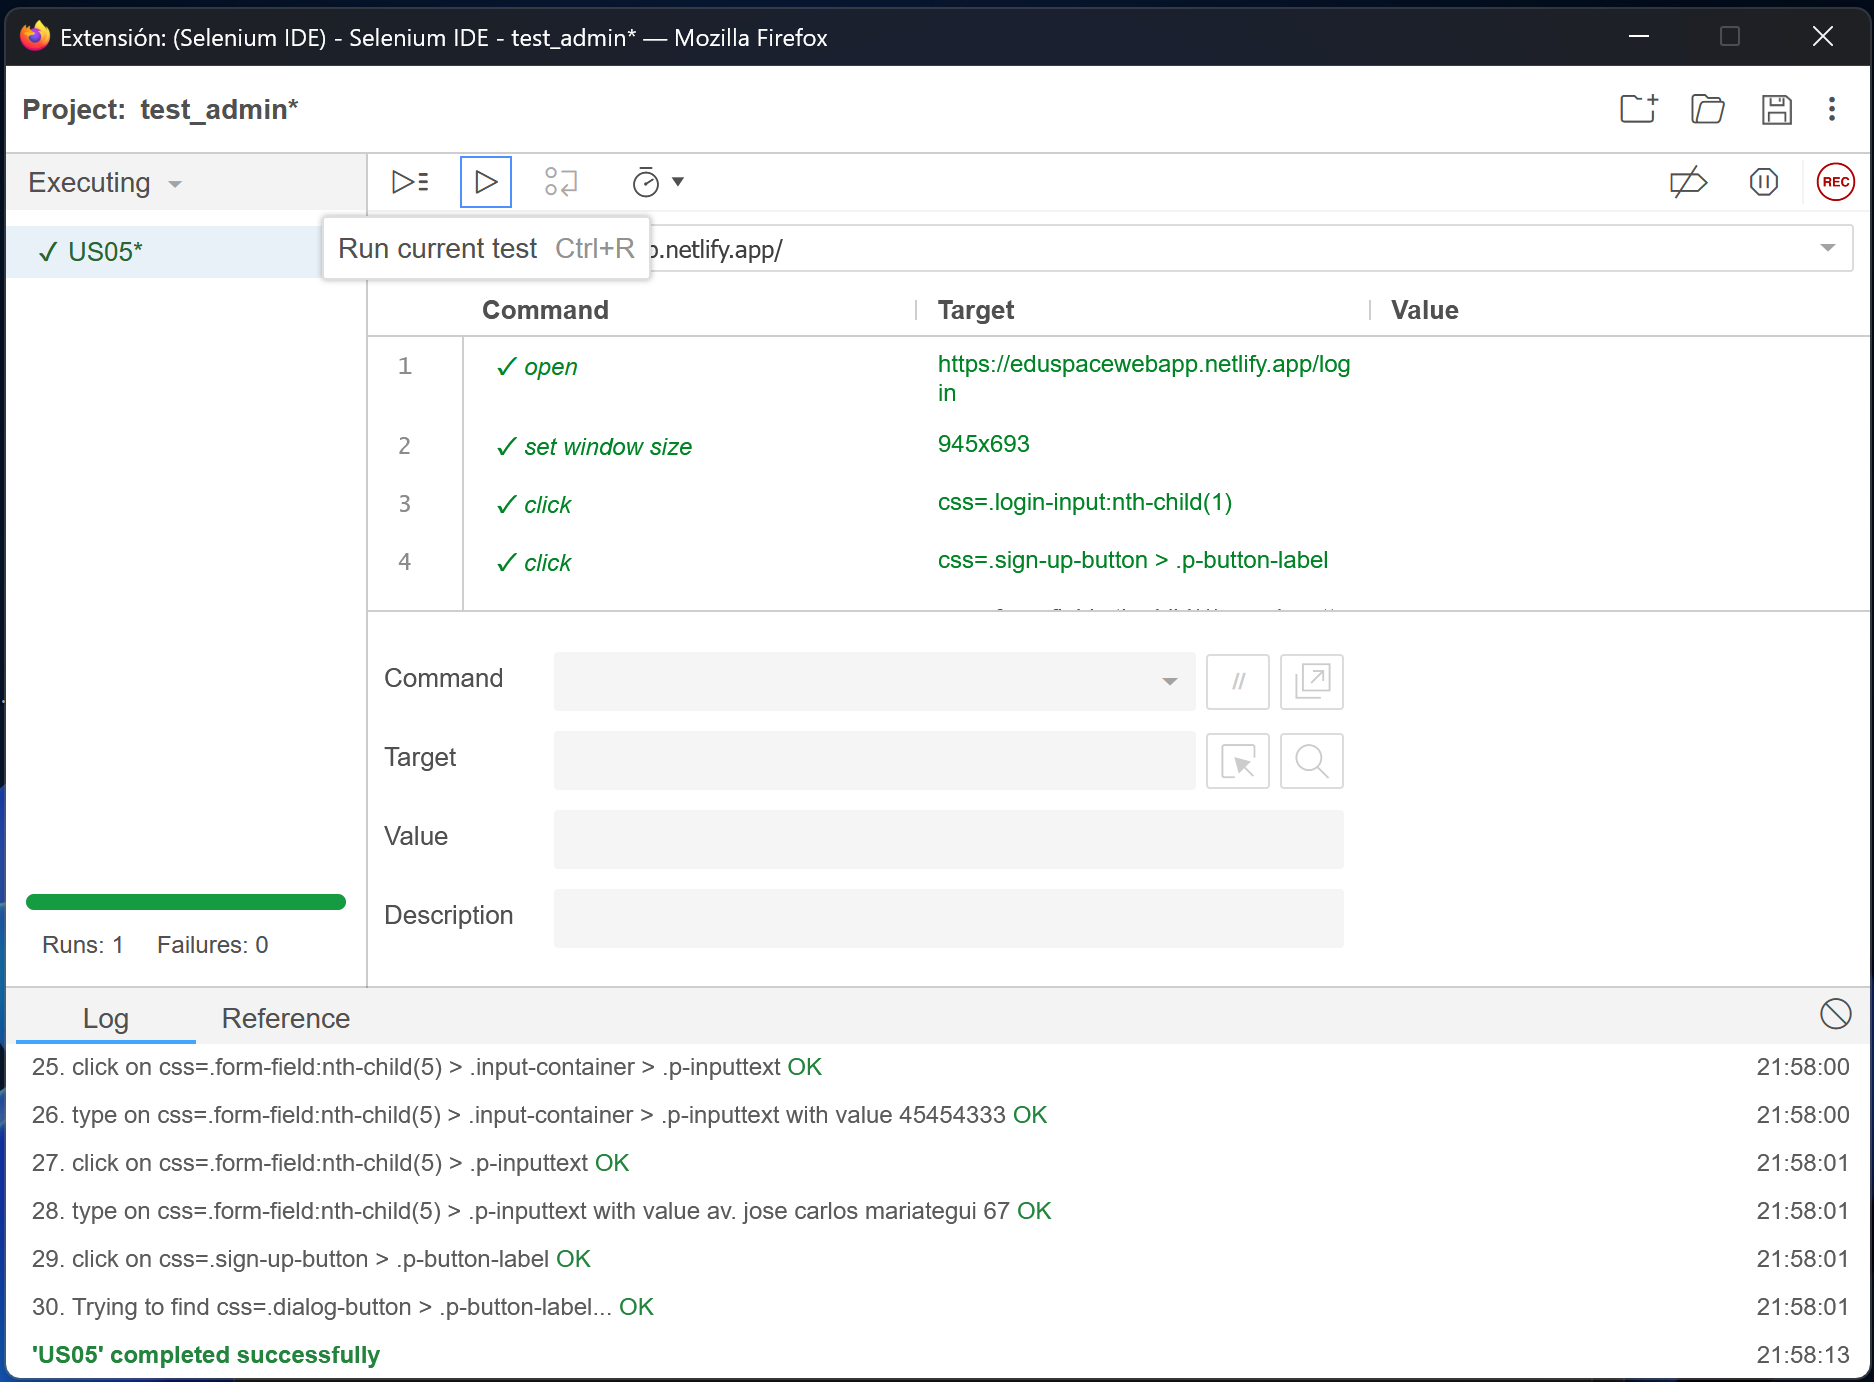 Extensión: (Selenium IDE) - Selenium IDE - test_admin* — Mozilla Firefox
Project: test_admin*
Executing
REC
✓ US05*
Run current test Ctrl+R
.netlify.app/
Command Target Value
1 ✓ open https://eduspacewebapp.netlify.app/log
in
2 ✓ set window size 945x693
3 ✓ click css=.login-input:nth-child(1)
4 ✓ click css=.sign-up-button > .p-button-label
Command //
Target
Value
Description
Runs: 1 Failures: 0
Log Reference
25. click on css=.form-field:nth-child(5) > .input-container > .p-inputtext OK 21:58:00
26. type on css=.form-field:nth-child(5) > .input-container > .p-inputtext with value 45454333 OK 21:58:00
27. click on css=.form-field:nth-child(5) > .p-inputtext OK 21:58:01
28. type on css=.form-field:nth-child(5) > .p-inputtext with value av. jose carlos mariategui 67 OK 21:58:01
29. click on css=.sign-up-button > .p-button-label OK 21:58:01
30. Trying to find css=.dialog-button > .p-button-label... OK 21:58:01
'US05' completed successfully 21:58:13